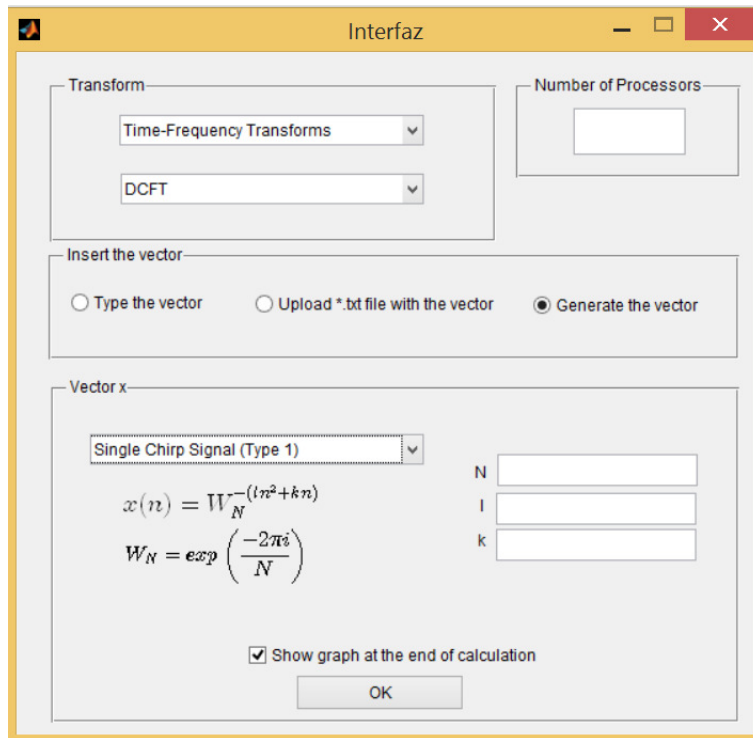 Interfaz
Transform
Number of Processors
Time-Frequency Transforms
DCFT
Insert the vector
Type the vector
Upload *.txt file with the vector
Generate the vector
Vector x
Single Chirp Signal (Type 1)
N
x(n) = W_N^{-(ln^2+kn)}
l
k
W_N = exp(\frac{-2πi}{N})
Show graph at the end of calculation
OK